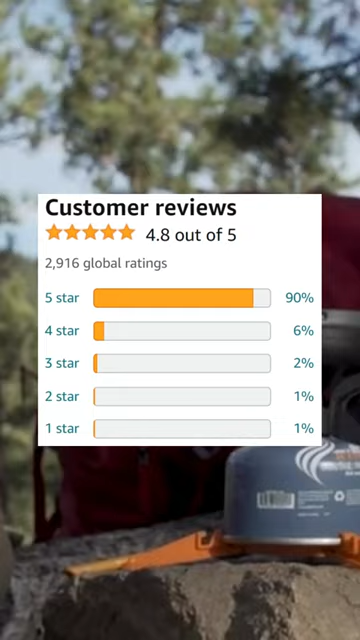 Customer reviews
4.8 out of 5
2,916 global ratings
5 star 90%
4 star 6%
3 star 2%
2 star 1%
1 star 1%